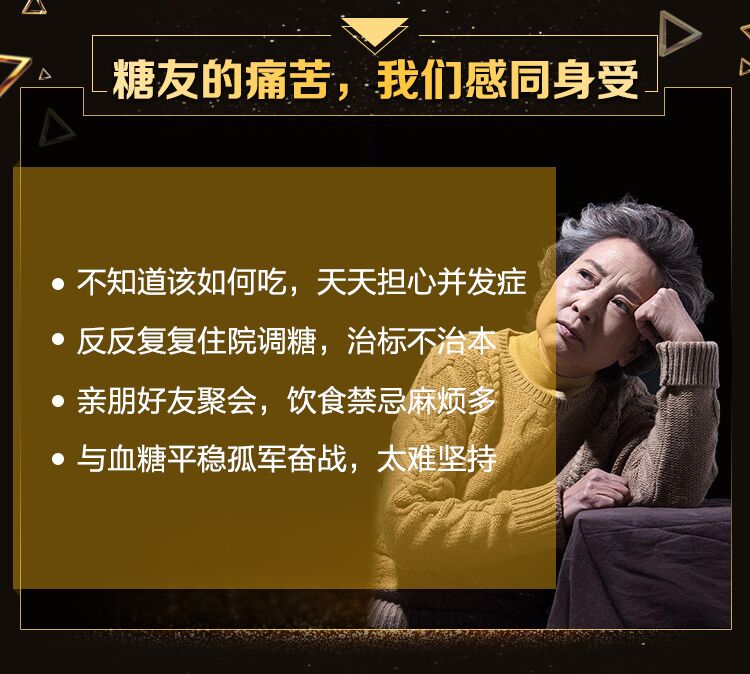 糖友的痛苦，我们感同身受
不知道该如何吃，天天担心并发症
反反复复住院调糖，治标不治本
亲朋好友聚会，饮食禁忌麻烦多
与血糖平稳孤军奋战，太难坚持